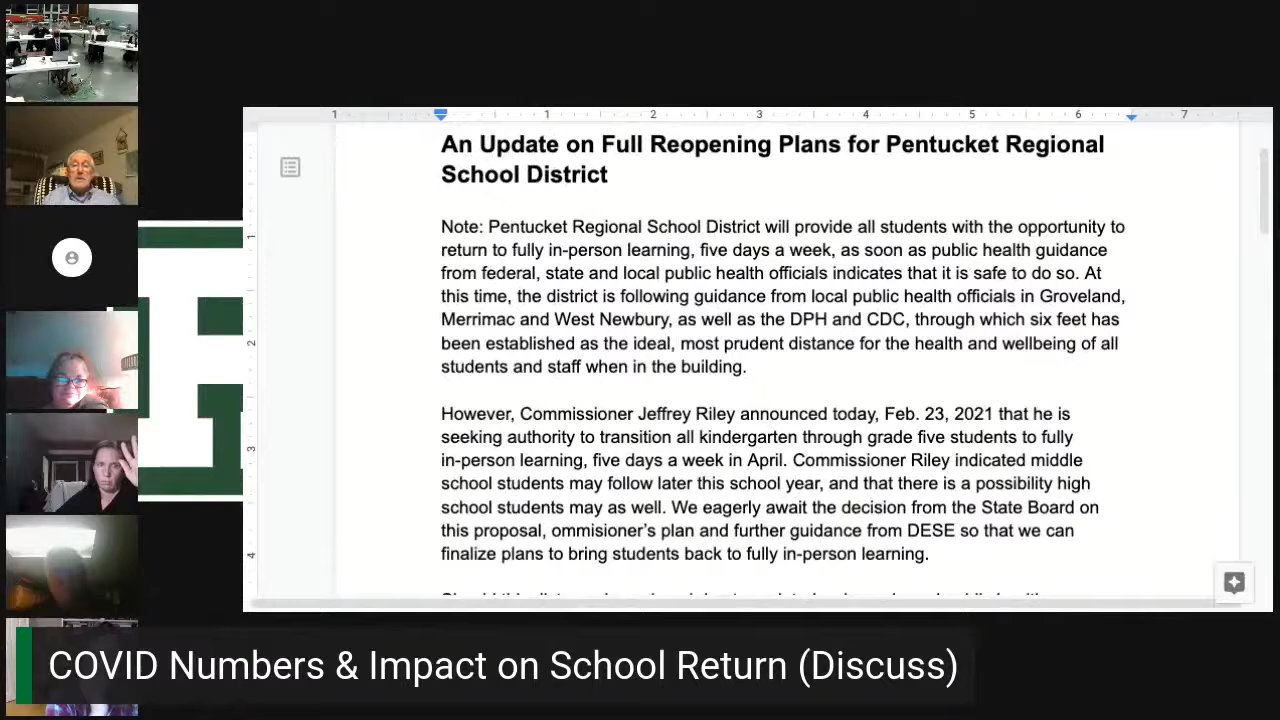 1 1 2 3 4 5 6 7
An Update on Full Reopening Plans for Pentucket Regional
School District
Note: Pentucket Regional School District will provide all students with the opportunity to
return to fully in-person learning, five days a week, as soon as public health guidance
from federal, state and local public health officials indicates that it is safe to do so. At
this time, the district is following guidance from local public health officials in Groveland,
Merrimac and West Newbury, as well as the DPH and CDC, through which six feet has
been established as the ideal, most prudent distance for the health and wellbeing of all
students and staff when in the building.
However, Commissioner Jeffrey Riley announced today, Feb. 23, 2021 that he is
seeking authority to transition all kindergarten through grade five students to fully
in-person learning, five days a week in April. Commissioner Riley indicated middle
school students may follow later this school year, and that there is a possibility high
school students may as well. We eagerly await the decision from the State Board on
this proposal, ommisioner's plan and further guidance from DESE so that we can
finalize plans to bring students back to fully in-person learning.
1
2
3
4
COVID Numbers & Impact on School Return (Discuss)